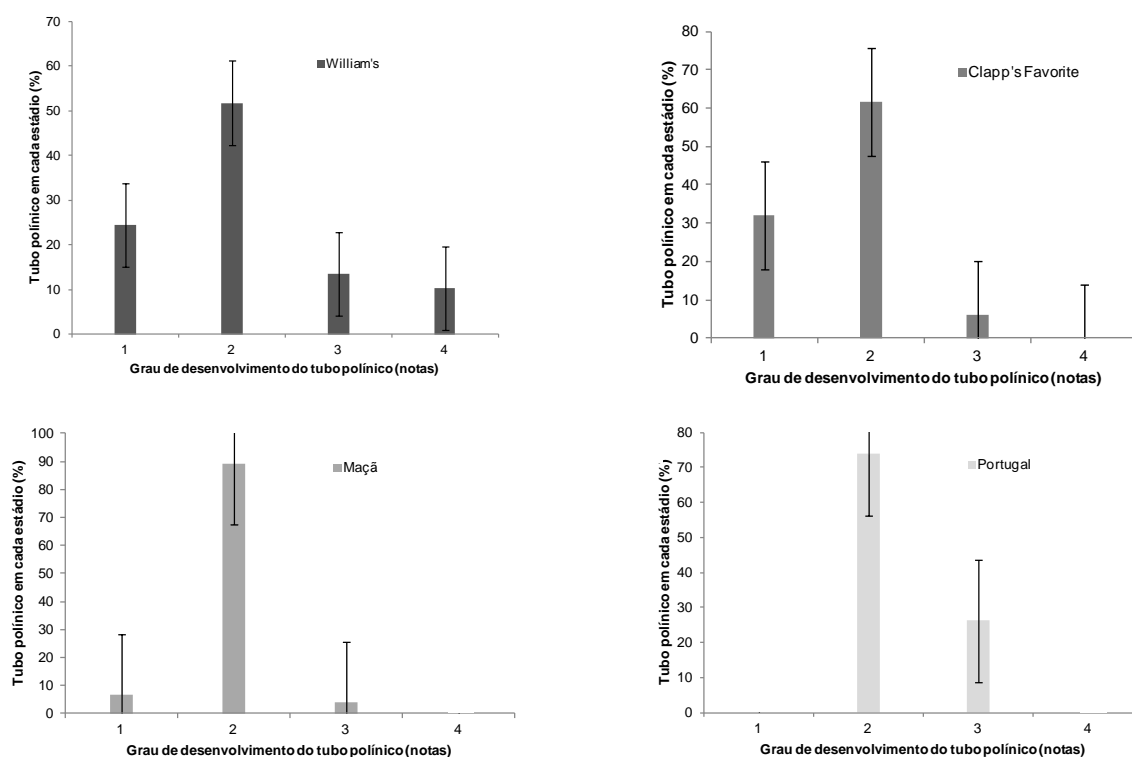 Tubo polínico em cada estádio (%)
70
60
50
40
30
20
10
0
William's
1 2 3 4
Grau de desenvolvimento do tubo polínico (notas)
Tubo polínico em cada estádio (%)
80
70
60
50
40
30
20
10
0
Clapp's Favorite
1 2 3 4
Grau de desenvolvimento do tubo polínico (notas)
Tubo polínico em cada estádio (%)
100
90
80
70
60
50
40
30
20
10
0
Maçã
1 2 3 4
Grau de desenvolvimento do tubo polínico (notas)
Tubo polínico em cada estádio (%)
80
70
60
50
40
30
20
10
0
Portugal
1 2 3 4
Grau de desenvolvimento do tubo polínico (notas)